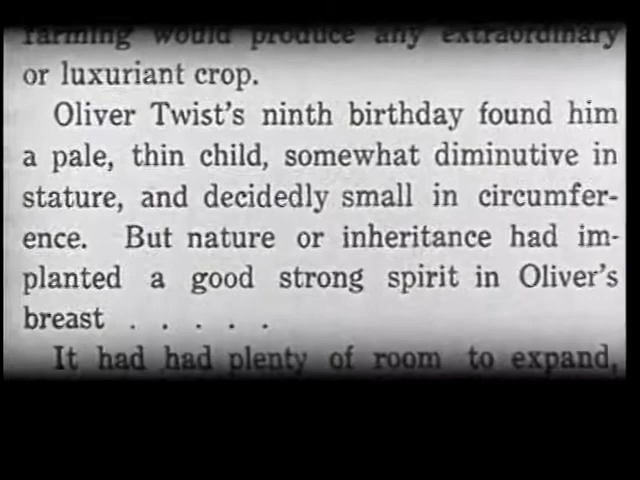 farming would produce any extraordinary
or luxuriant crop.
Oliver Twist's ninth birthday found him
a pale, thin child, somewhat diminutive in
stature, and decidedly small in circumfer-
ence. But nature or inheritance had im-
planted a good strong spirit in Oliver's
breast . . . . .
It had had plenty of room to expand,